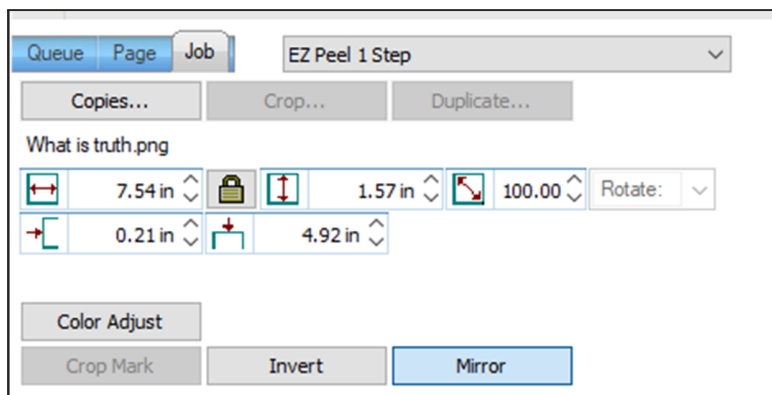 Queue Page Job EZ Peel 1 Step
Copies... Crop... Duplicate...
What is truth.png
7.54 in 1.57 in 100.00 Rotate:
0.21 in 4.92 in
Color Adjust
Crop Mark Invert Mirror